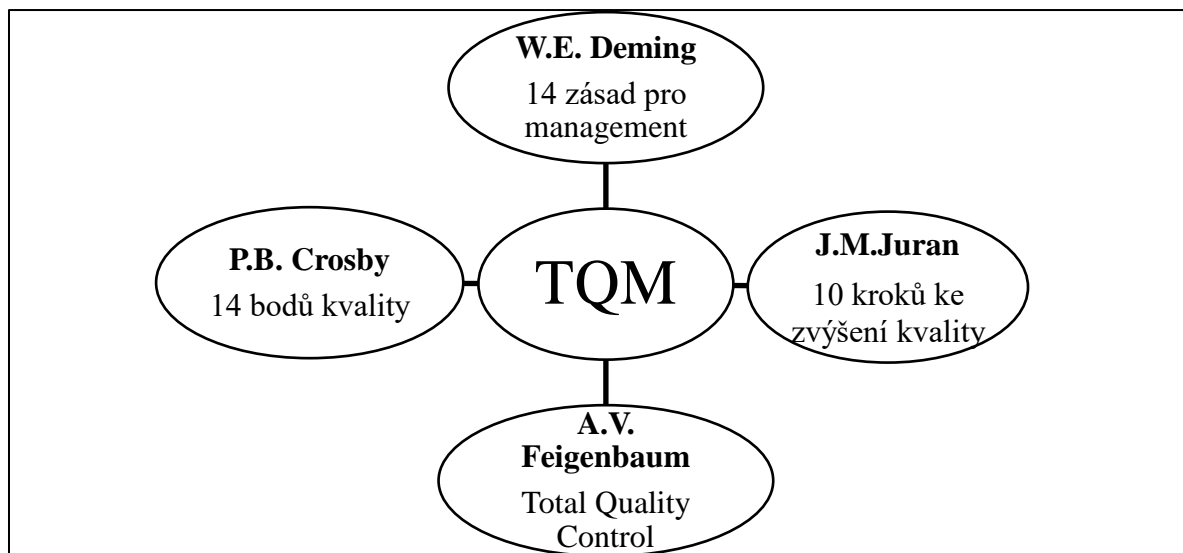 W.E. Deming
14 zásad pro
management
P.B. Crosby
14 bodů kvality
TQM
J.M.Juran
10 kroků ke
zvýšení kvality
A.V.
Feigenbaum
Total Quality
Control